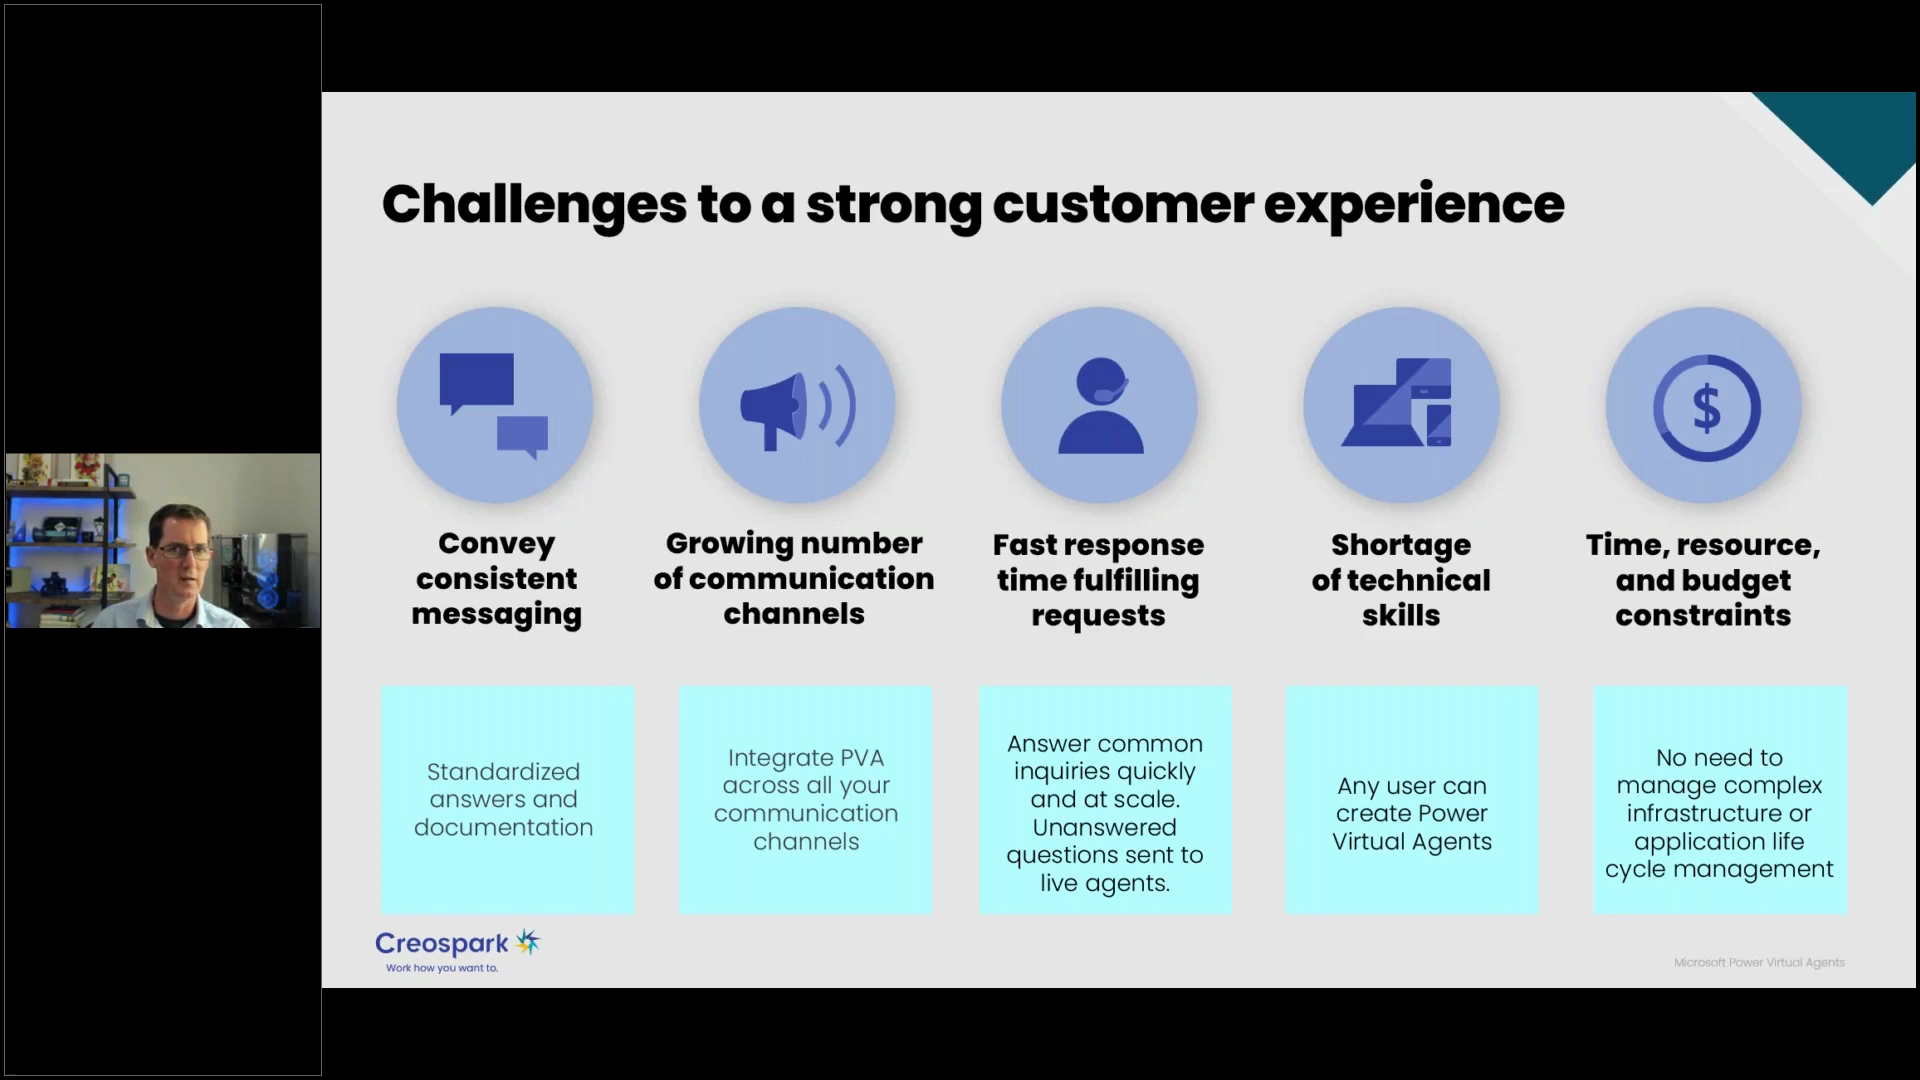 Challenges to a strong customer experience
Convey
consistent
messaging
Growing number
of communication
channels
Fast response
time fulfilling
requests
Shortage
of technical
skills
Time, resource,
and budget
constraints
Standardized
answers and
documentation
Integrate PVA
across all your
communication
channels
Answer common
inquiries quickly
and at scale.
Unanswered
questions sent to
live agents.
Any user can
create Power
Virtual Agents
No need to
manage complex
infrastructure or
application life
cycle management
Creospark
Work how you want to.
Microsoft Power Virtual Agents